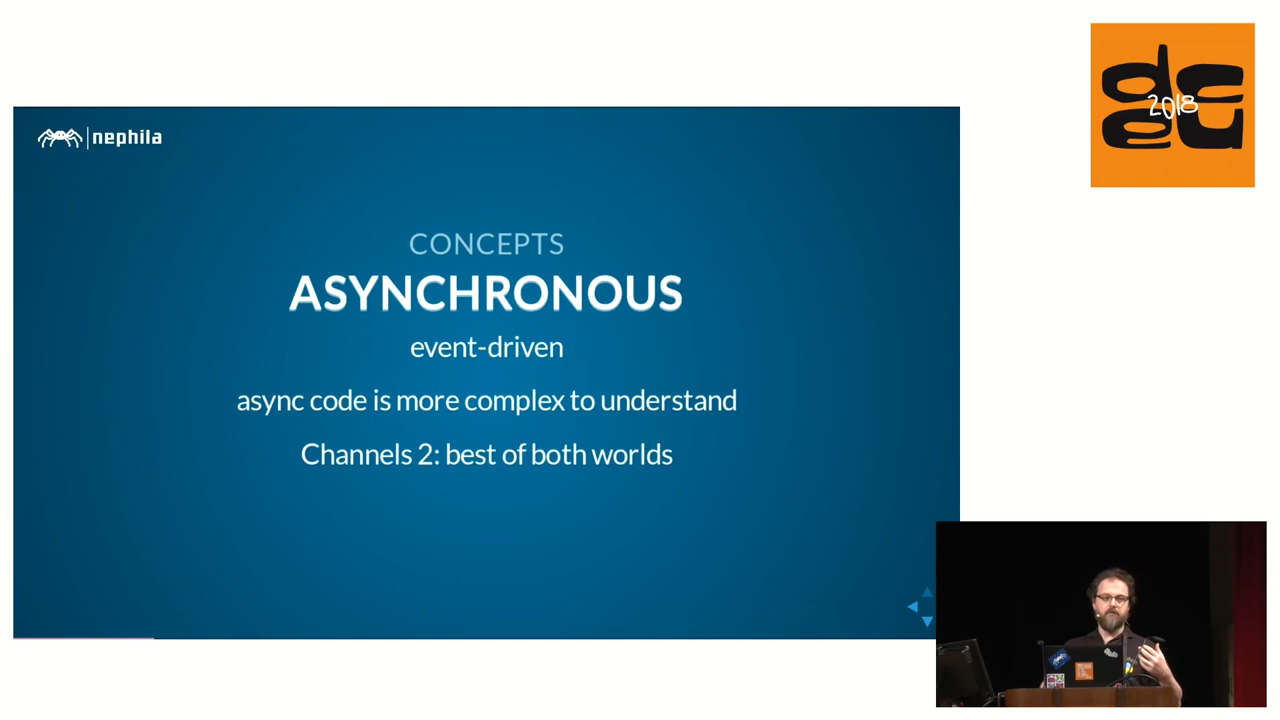 nephila
2018
CONCEPTS
ASYNCHRONOUS
event-driven
async code is more complex to understand
Channels 2: best of both worlds